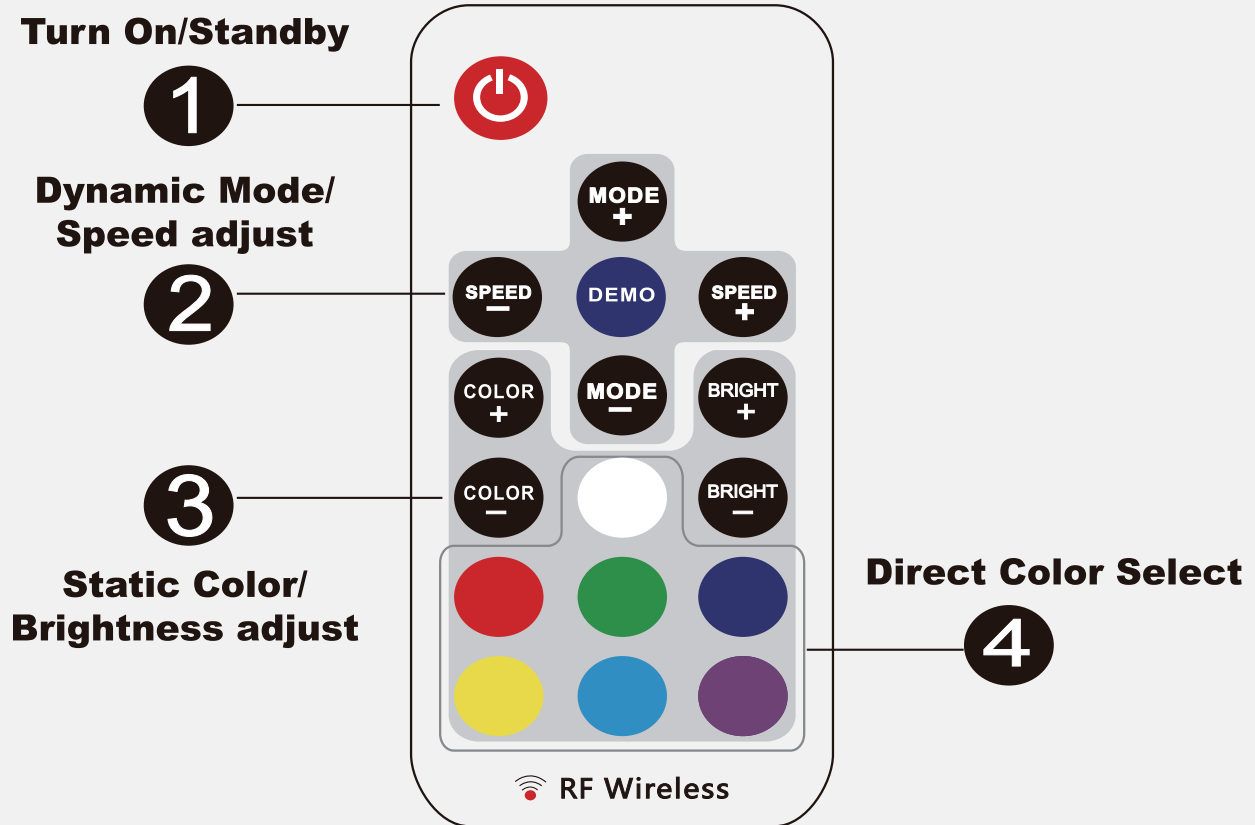 Turn On/Standby
1
Dynamic Mode/
Speed adjust
2
MODE
+
SPEED
−
DEMO
SPEED
+
COLOR
+
MODE
−
BRIGHT
+
3
COLOR
−
BRIGHT
−
Static Color/
Brightness adjust
Direct Color Select
4
RF Wireless